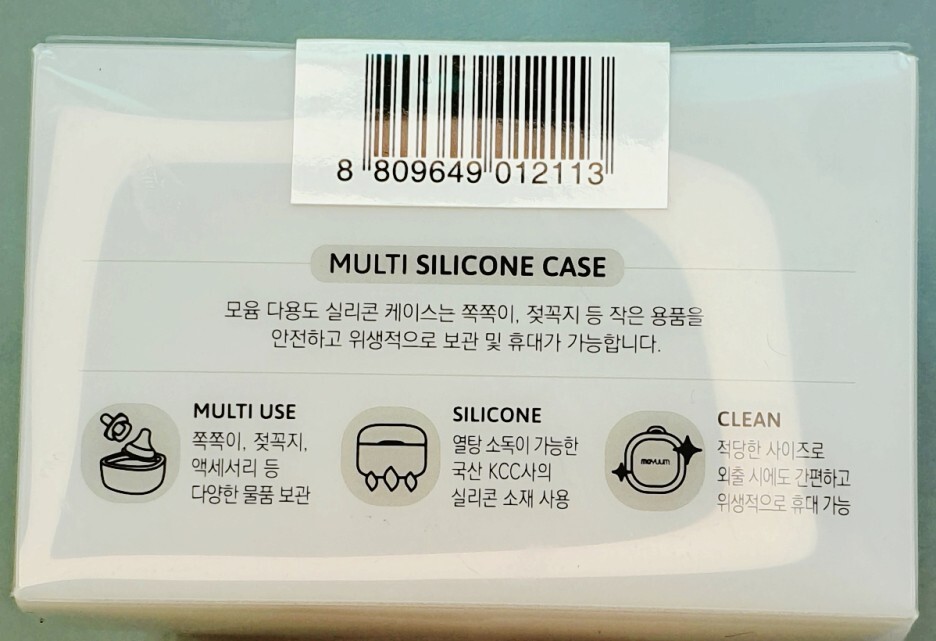 8 809649 012113
MULTI SILICONE CASE
모윰 다용도 실리콘 케이스는 쪽쪽이, 젖꼭지 등 작은 용품을
안전하고 위생적으로 보관 및 휴대가 가능합니다.
MULTI USE
쪽쪽이, 젖꼭지,
액세서리 등
다양한 물품 보관
SILICONE
열탕 소독이 가능한
국산 KCC사의
실리콘 소재 사용
moyuum
CLEAN
적당한 사이즈로
외출 시에도 간편하고
위생적으로 휴대 가능